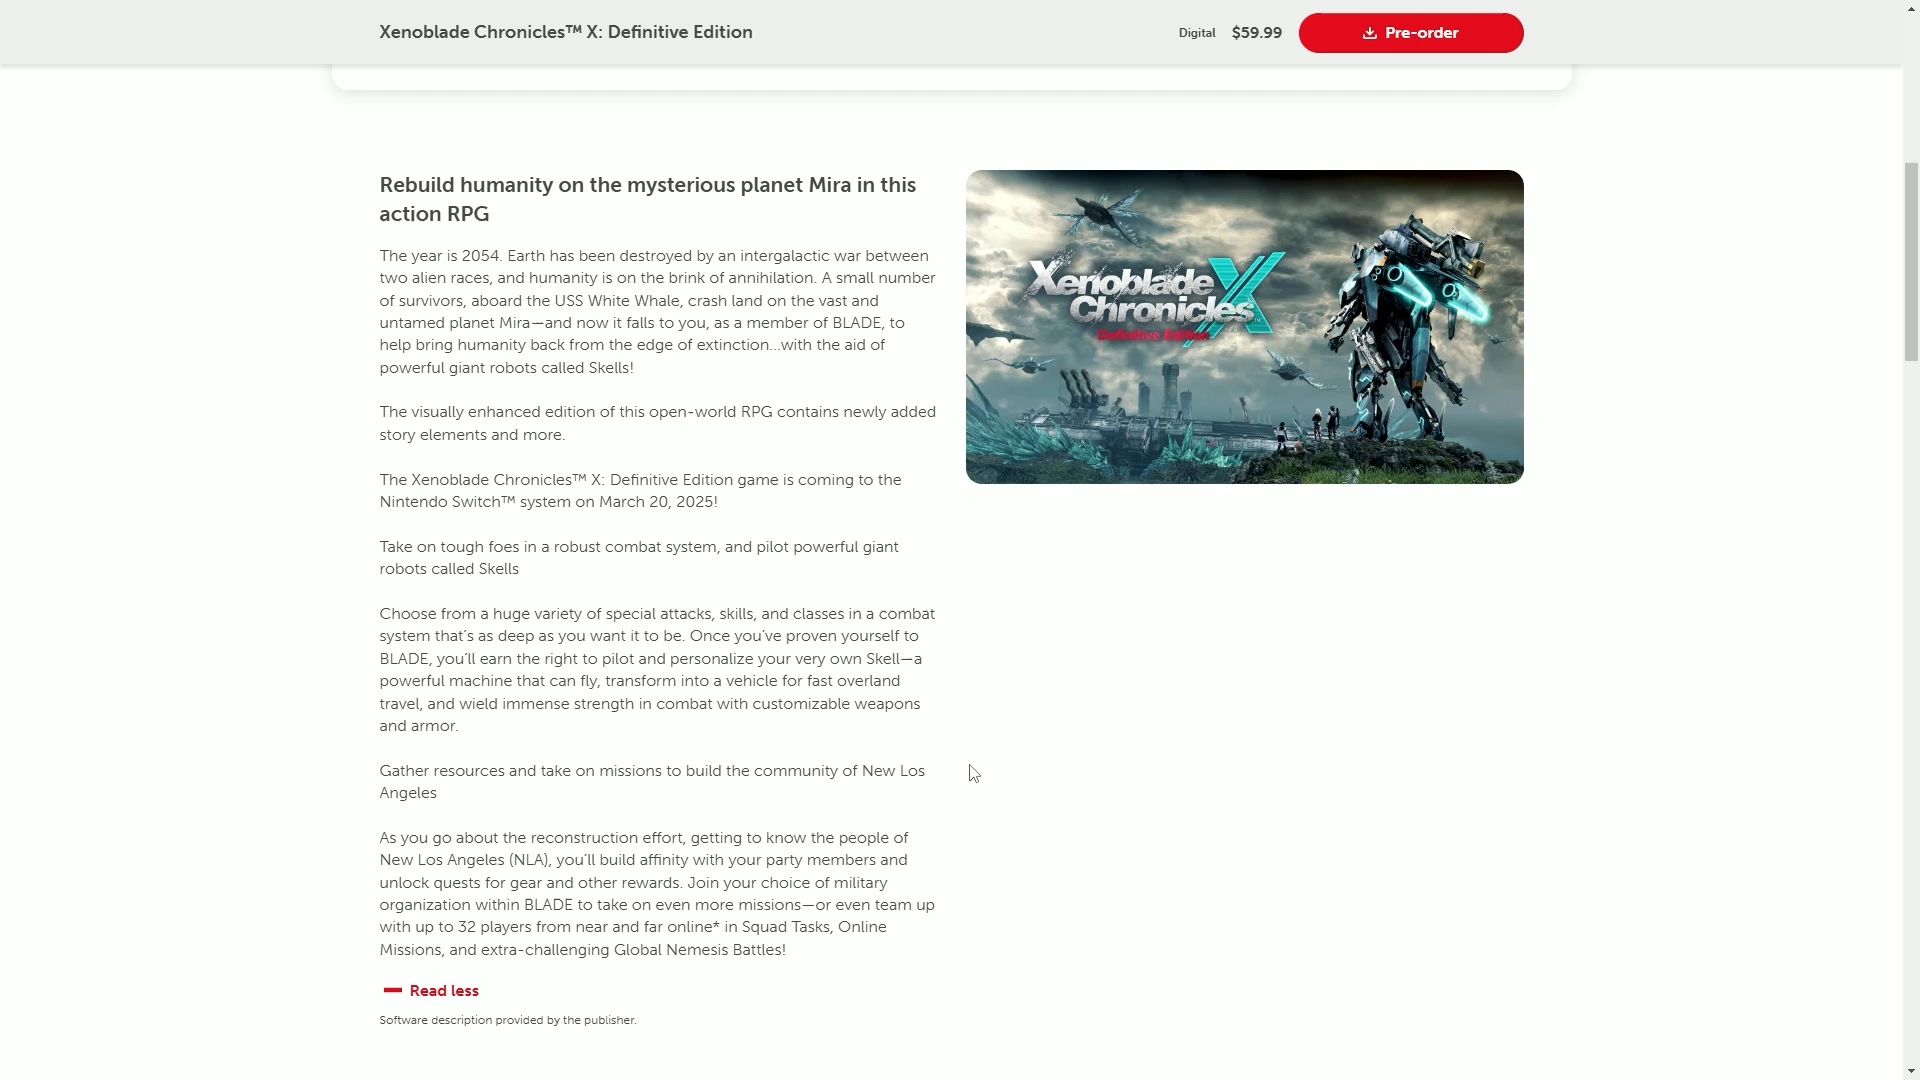 Xenoblade Chronicles™ X: Definitive Edition
Digital $59.99 Pre-order
Rebuild humanity on the mysterious planet Mira in this
action RPG
The year is 2054. Earth has been destroyed by an intergalactic war between
two alien races, and humanity is on the brink of annihilation. A small number
of survivors, aboard the USS White Whale, crash land on the vast and
untamed planet Mira—and now it falls to you, as a member of BLADE, to
help bring humanity back from the edge of extinction...with the aid of
powerful giant robots called Skells!
The visually enhanced edition of this open-world RPG contains newly added
story elements and more.
The Xenoblade Chronicles™ X: Definitive Edition game is coming to the
Nintendo Switch™ system on March 20, 2025!
Take on tough foes in a robust combat system, and pilot powerful giant
robots called Skells
Choose from a huge variety of special attacks, skills, and classes in a combat
system that’s as deep as you want it to be. Once you’ve proven yourself to
BLADE, you’ll earn the right to pilot and personalize your very own Skell—a
powerful machine that can fly, transform into a vehicle for fast overland
travel, and wield immense strength in combat with customizable weapons
and armor.
Gather resources and take on missions to build the community of New Los
Angeles
As you go about the reconstruction effort, getting to know the people of
New Los Angeles (NLA), you’ll build affinity with your party members and
unlock quests for gear and other rewards. Join your choice of military
organization within BLADE to take on even more missions—or even team up
with up to 32 players from near and far online* in Squad Tasks, Online
Missions, and extra-challenging Global Nemesis Battles!
Read less
Software description provided by the publisher.
Xenoblade
Chronicles X™
Definitive Edition